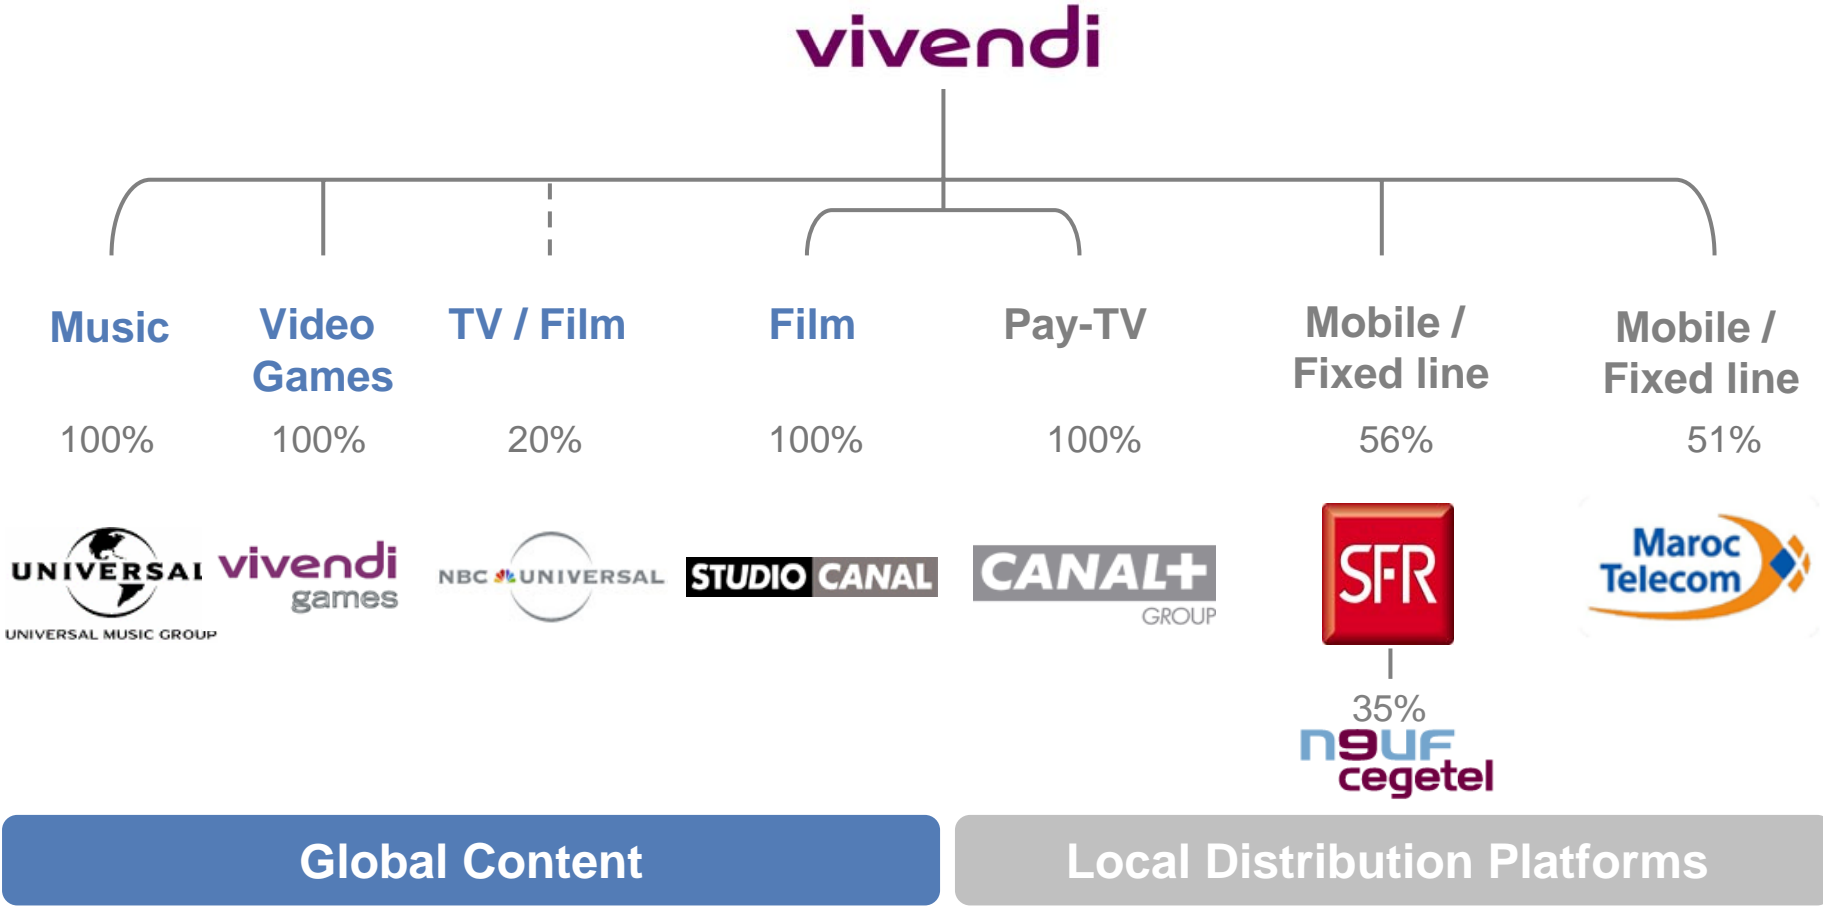 vivendi
Music
Video
Games
TV / Film
Film
Pay-TV
Mobile /
Fixed line
Mobile /
Fixed line
100%
100%
20%
100%
100%
56%
51%
UNIVERSAL
UNIVERSAL MUSIC GROUP
vivendi
games
NBC UNIVERSAL
STUDIO CANAL
CANAL+
GROUP
SFR
Maroc
Telecom
35%
n9uf
cegetel
Global Content
Local Distribution Platforms